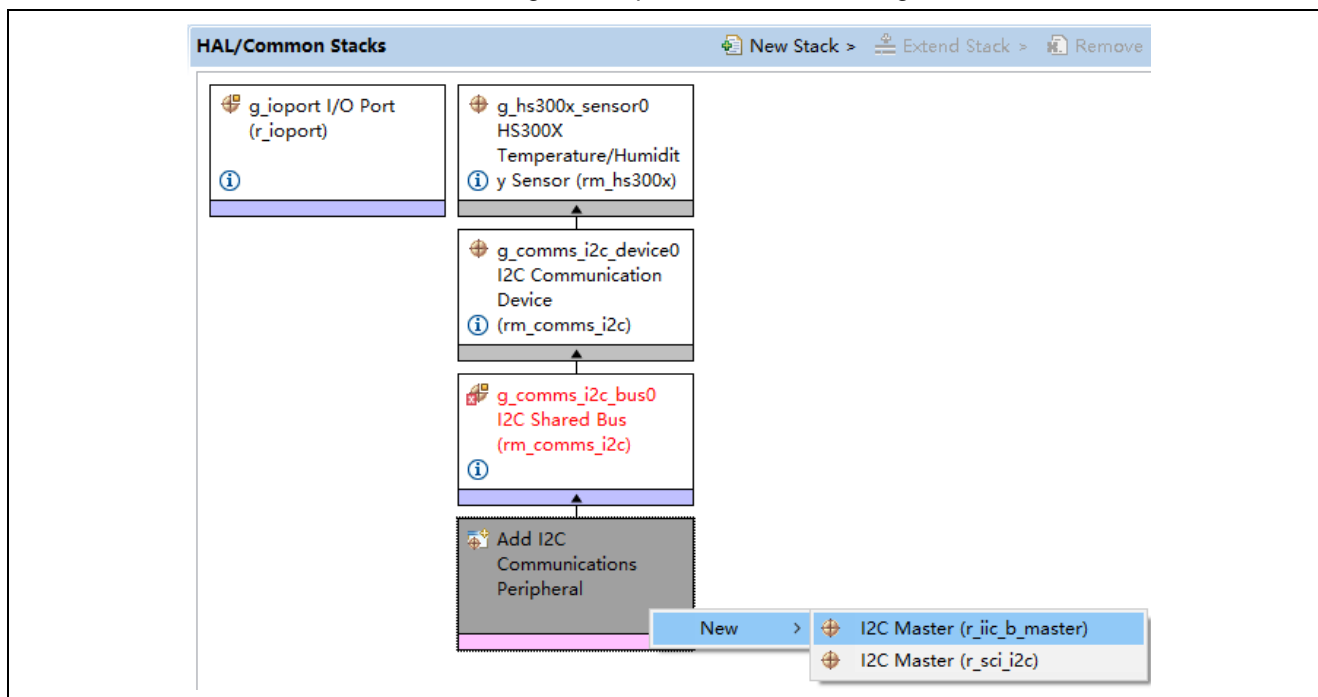 HAL/Common Stacks
New Stack >
Extend Stack >
Remove
g_ioport I/O Port
(r_ioport)
g_hs300x_sensor0
HS300X
Temperature/Humidit
y Sensor (rm_hs300x)
g_comms_i2c_device0
I2C Communication
Device
(rm_comms_i2c)
g_comms_i2c_bus0
I2C Shared Bus
(rm_comms_i2c)
Add I2C
Communications
Peripheral
New >
I2C Master (r_iic_b_master)
I2C Master (r_sci_i2c)